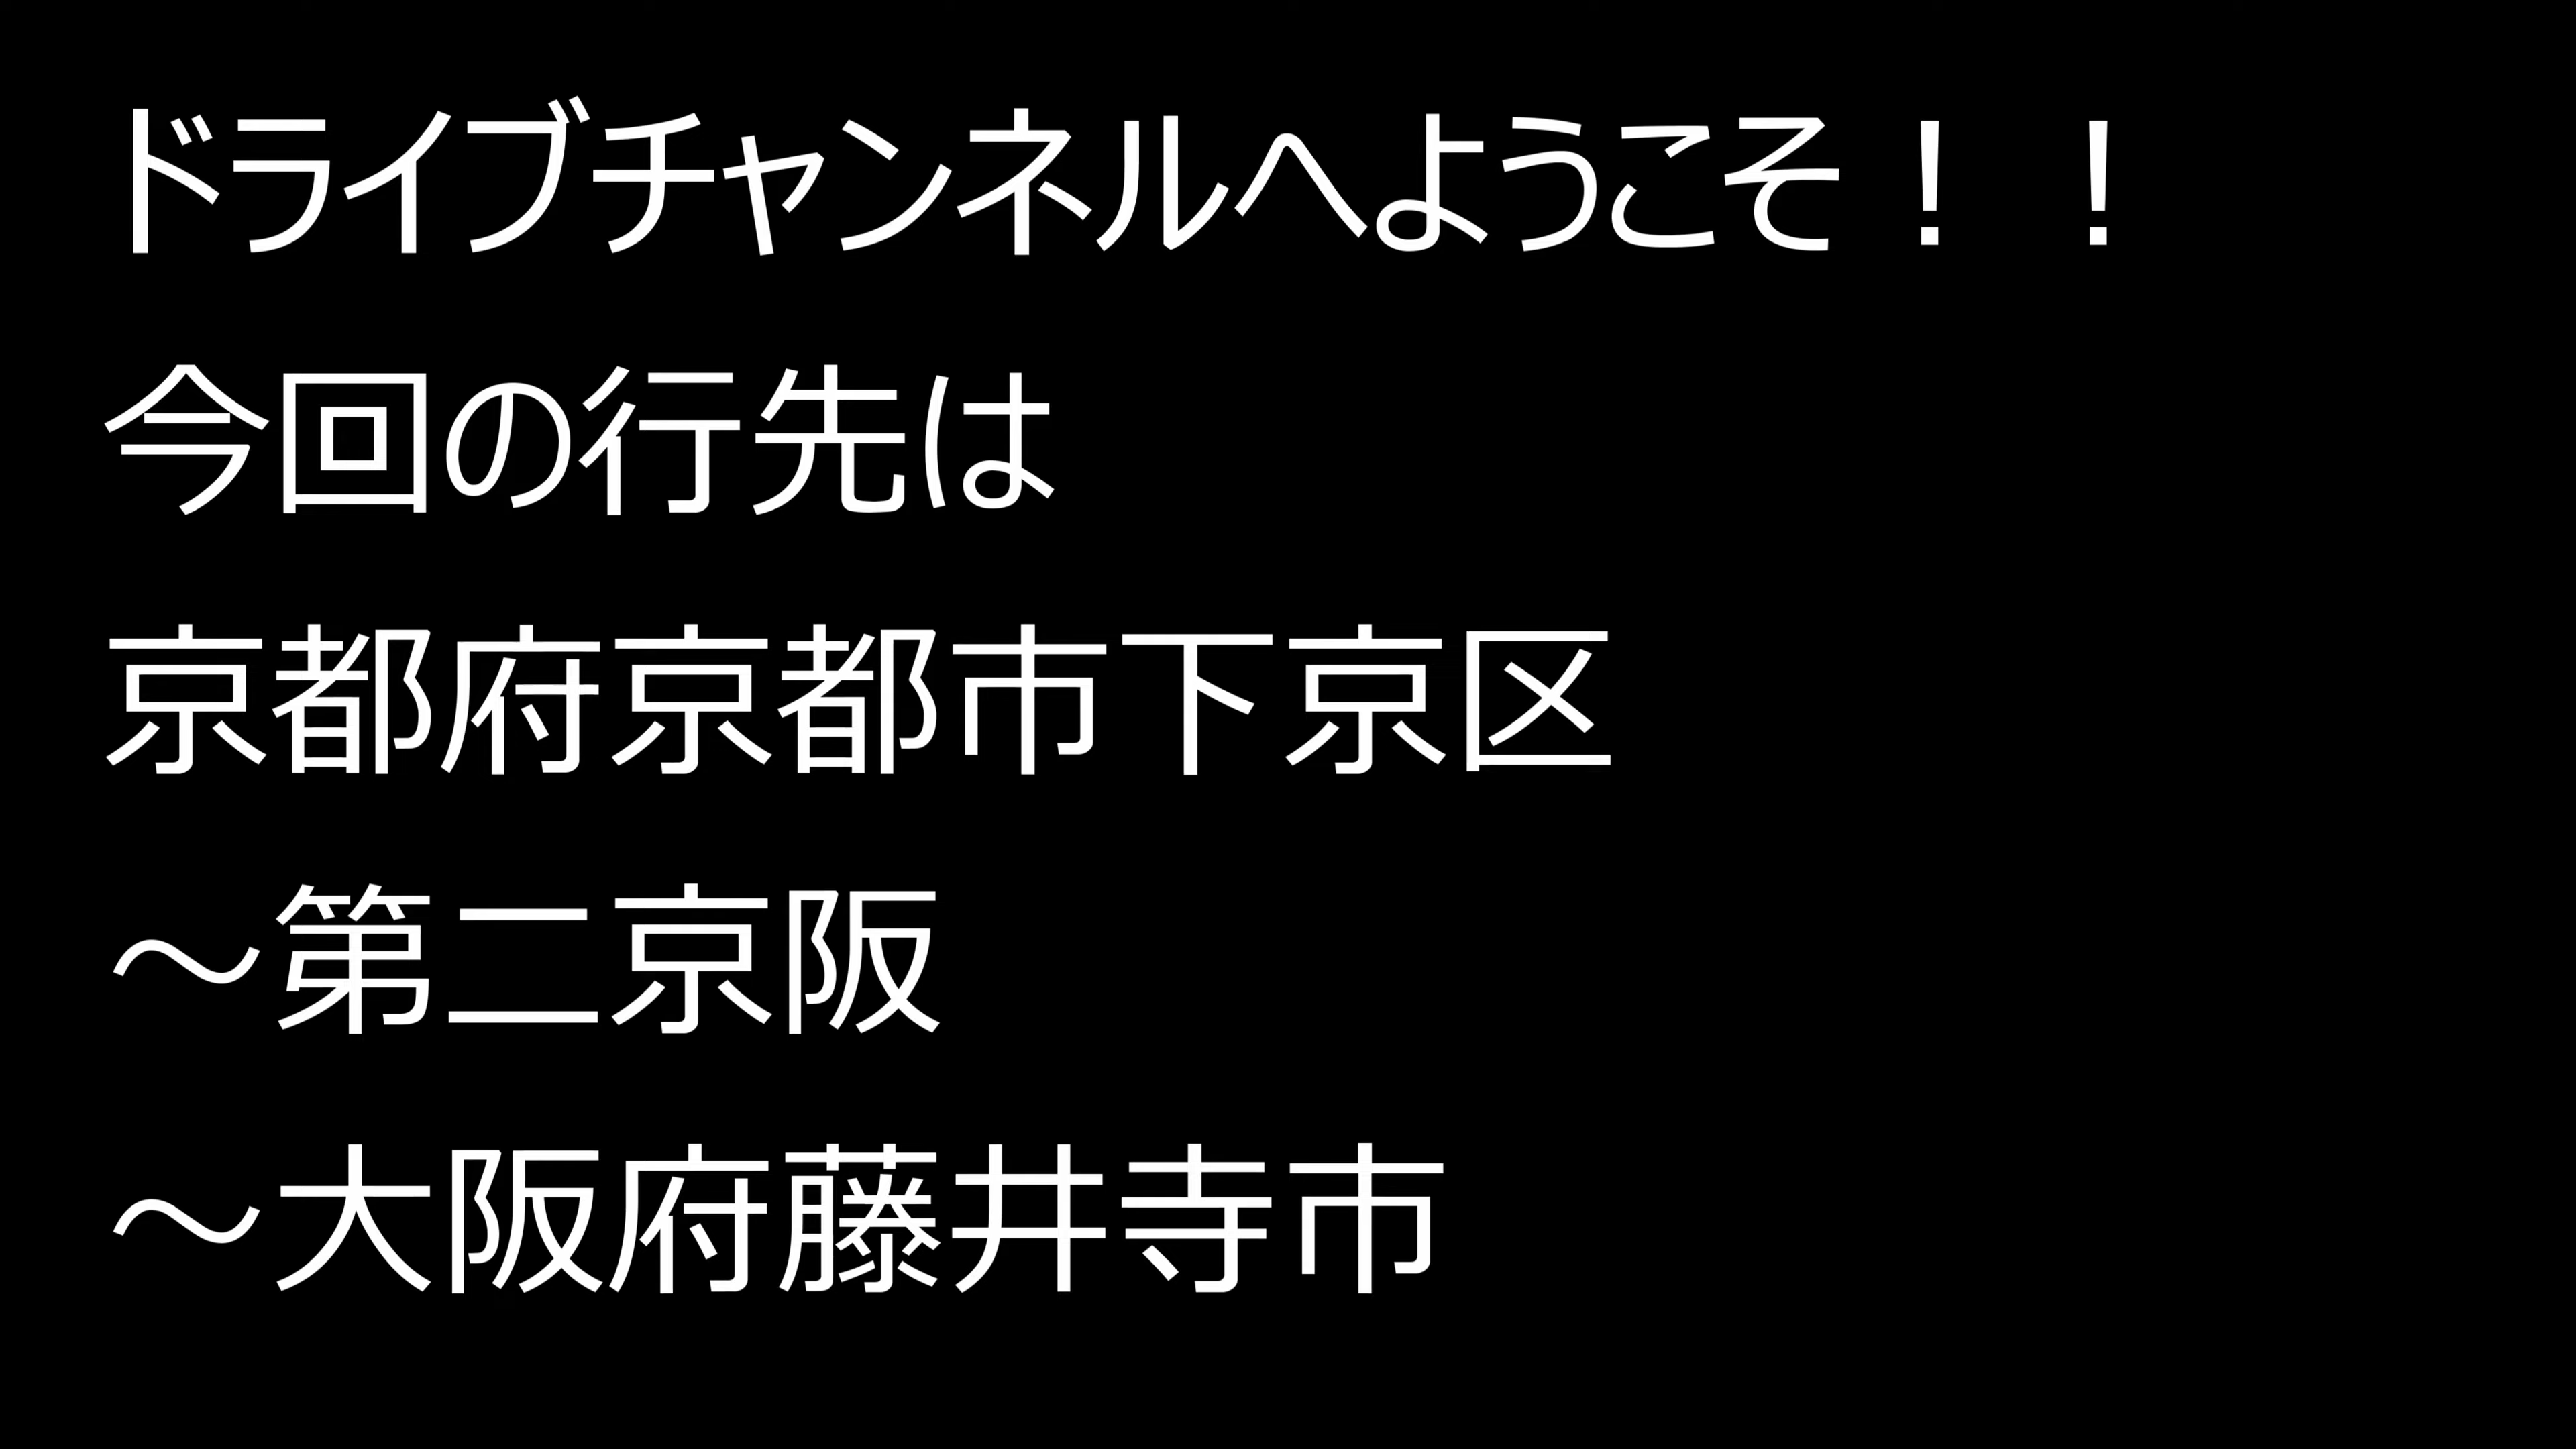 ドライブチャンネルへようこそ！！
今回の行先は
京都府京都市下京区
～第二京阪
～大阪府藤井寺市